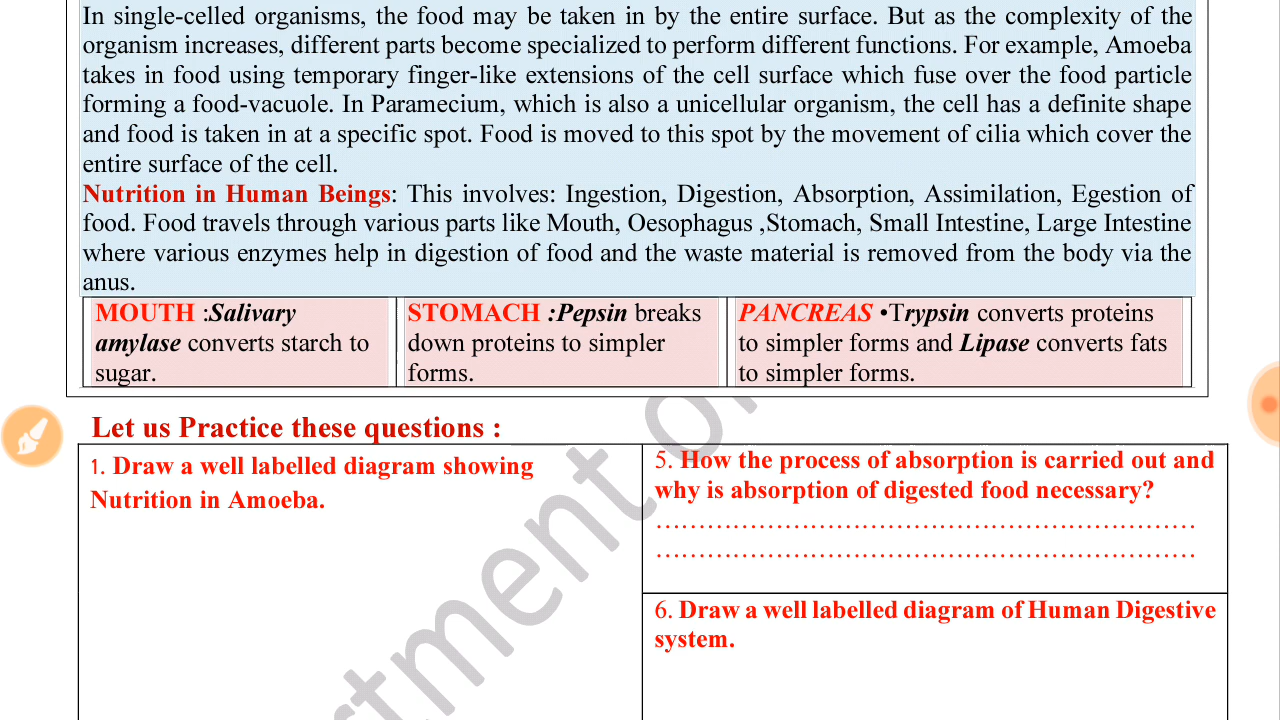 In single-celled organisms, the food may be taken in by the entire surface. But as the complexity of the
organism increases, different parts become specialized to perform different functions. For example, Amoeba
takes in food using temporary finger-like extensions of the cell surface which fuse over the food particle
forming a food-vacuole. In Paramecium, which is also a unicellular organism, the cell has a definite shape
and food is taken in at a specific spot. Food is moved to this spot by the movement of cilia which cover the
entire surface of the cell.
Nutrition in Human Beings: This involves: Ingestion, Digestion, Absorption, Assimilation, Egestion of
food. Food travels through various parts like Mouth, Oesophagus ,Stomach, Small Intestine, Large Intestine
where various enzymes help in digestion of food and the waste material is removed from the body via the
anus.
MOUTH :Salivary
amylase converts starch to
sugar.
STOMACH :Pepsin breaks
down proteins to simpler
forms.
PANCREAS •Trypsin converts proteins
to simpler forms and Lipase converts fats
to simpler forms.
Let us Practice these questions :
1. Draw a well labelled diagram showing
Nutrition in Amoeba.
5. How the process of absorption is carried out and
why is absorption of digested food necessary?
………………………………………………………
………………………………………………………
6. Draw a well labelled diagram of Human Digestive
system.